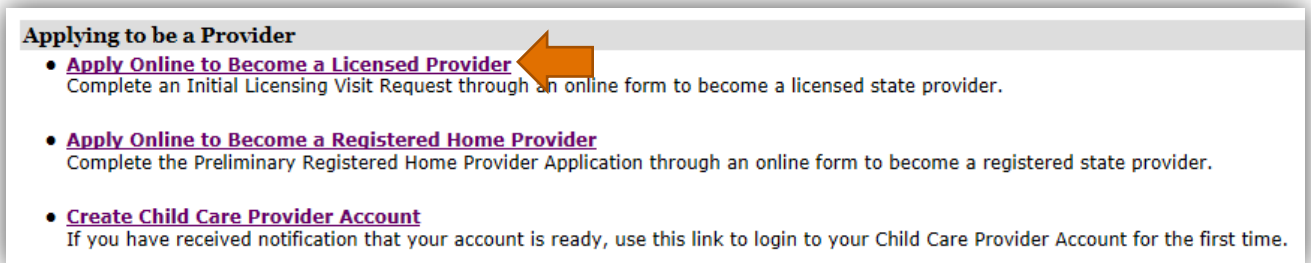 Applying to be a Provider
• Apply Online to Become a Licensed Provider
Complete an Initial Licensing Visit Request through an online form to become a licensed state provider.
• Apply Online to Become a Registered Home Provider
Complete the Preliminary Registered Home Provider Application through an online form to become a registered state provider.
• Create Child Care Provider Account
If you have received notification that your account is ready, use this link to login to your Child Care Provider Account for the first time.